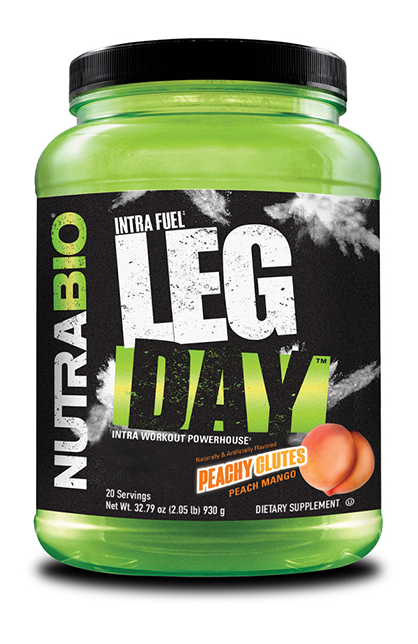 NUTRABIO®
INTRA FUEL
LEG
DAY™
INTRA WORKOUT POWERHOUSE
Naturally & Artificially Flavored
PEACHY GLUTES
PEACH MANGO
20 Servings
Net Wt. 32.79 oz (2.05 lb) 930 g
DIETARY SUPPLEMENT Ⓤ